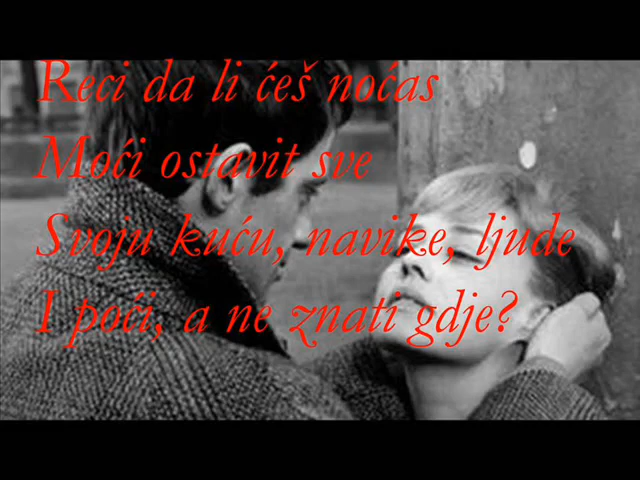 Reci da li ćeš noćas
Moći ostavit sve
Svoju kuću, navike, ljude
I poći, a ne znati gdje?